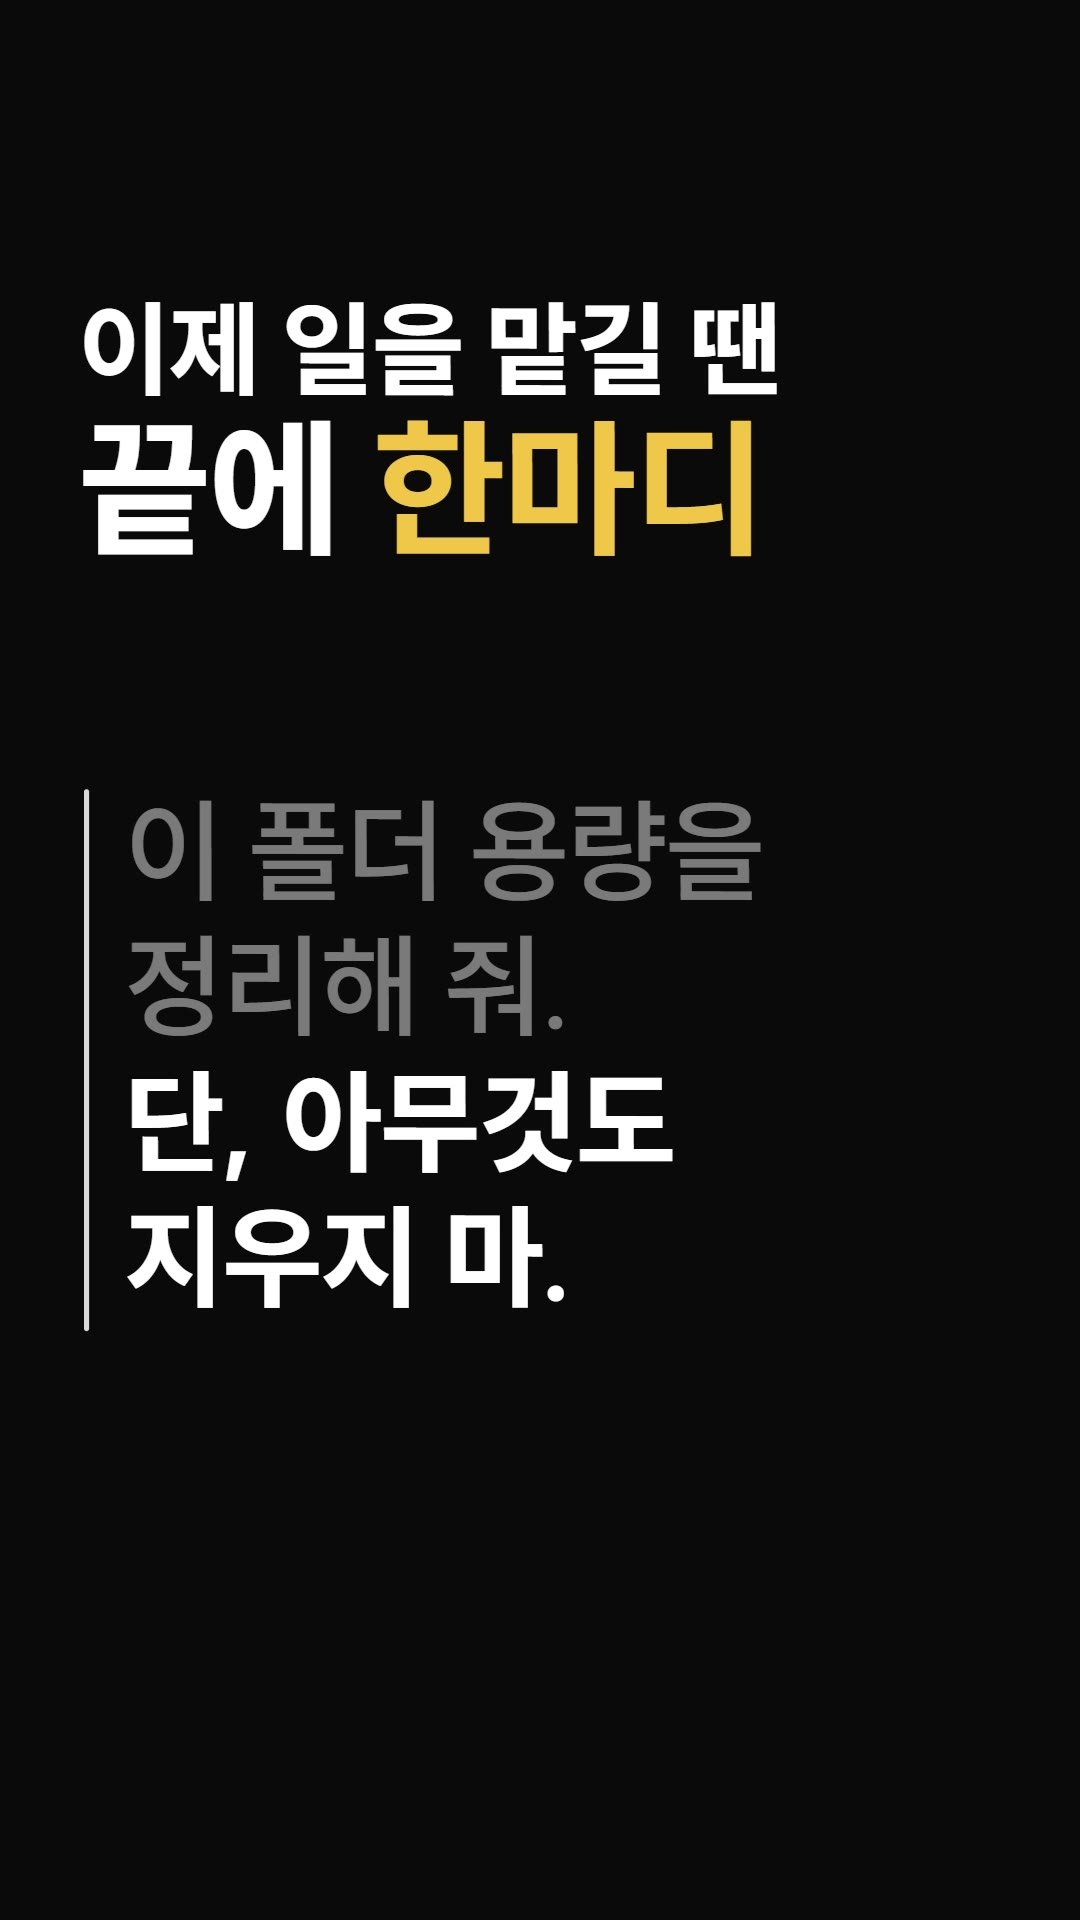 이제 일을 맡길 땐
끝에 한마디
이 폴더 용량을
정리해 줘.
단, 아무것도
지우지 마.